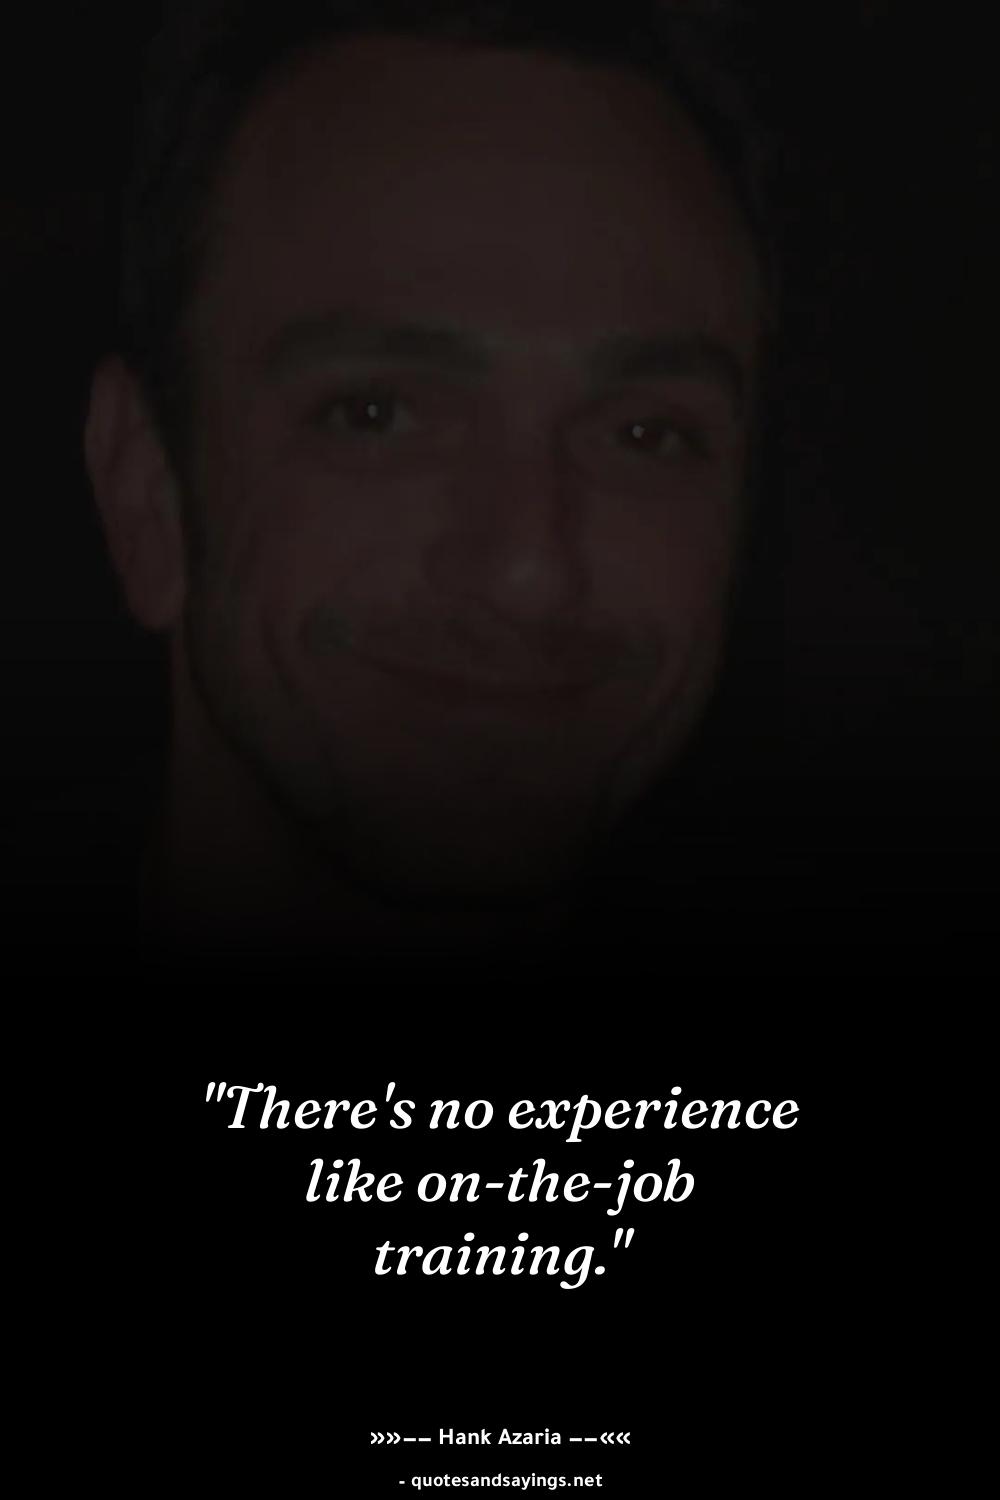 "There's no experience
like on-the-job
training."
»»—— Hank Azaria ——««
- quotesandsayings.net